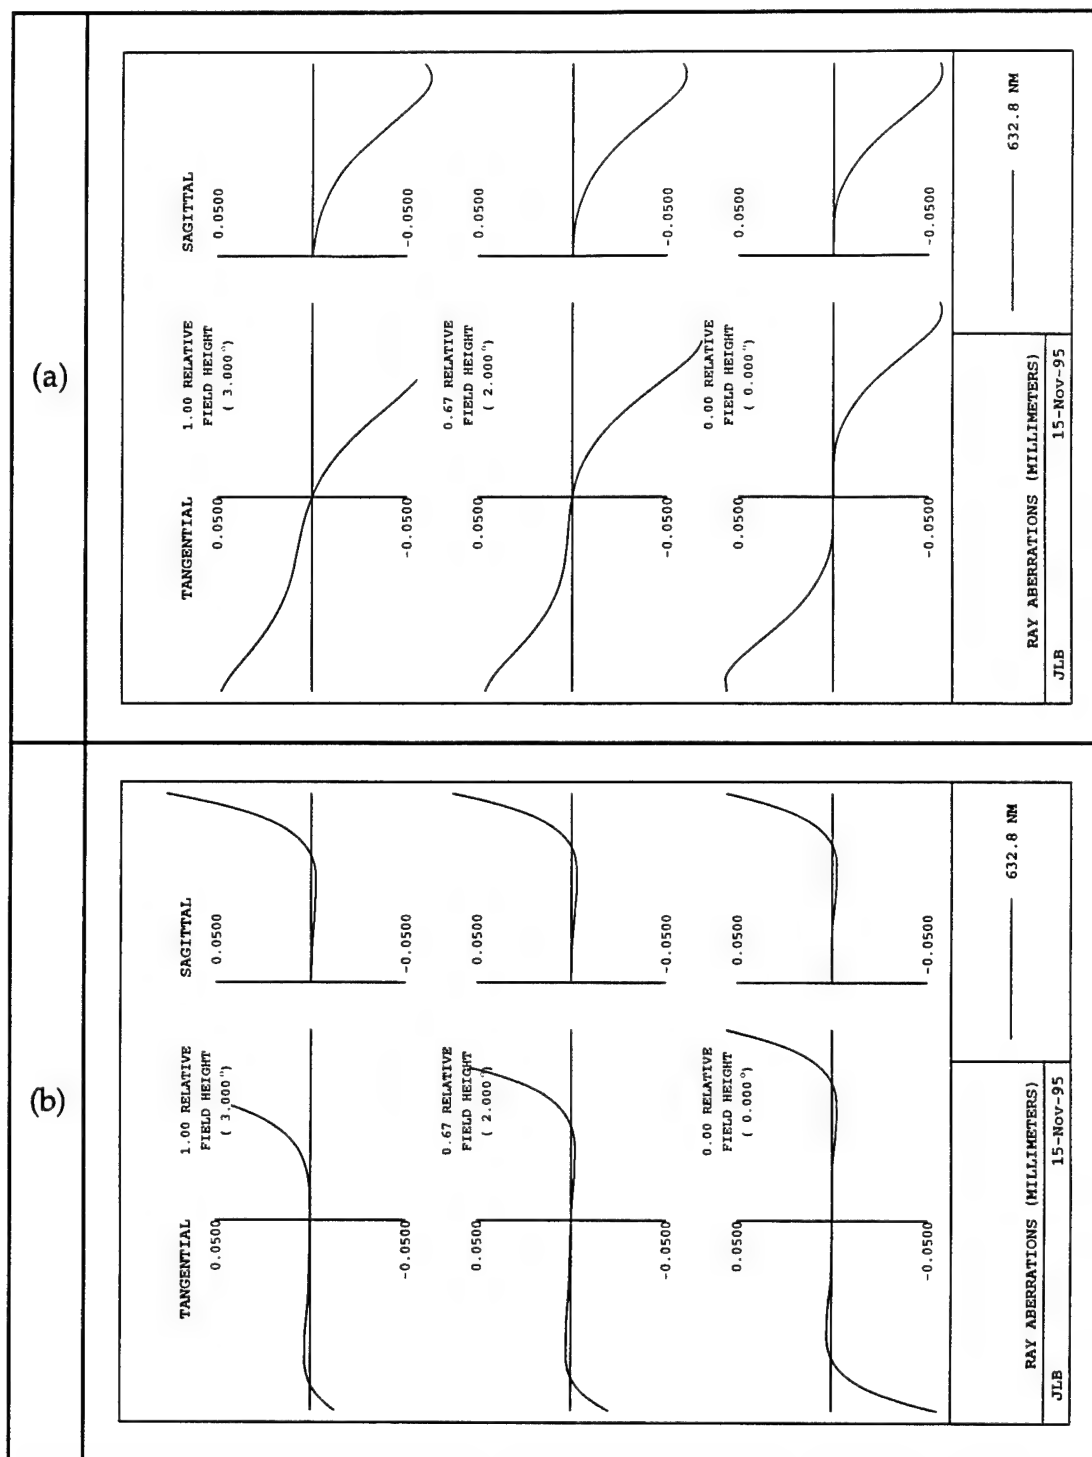 (a)
TANGENTIAL
SAGITTAL
1.00 RELATIVE
FIELD HEIGHT
( 3.000°)
0.0500
0.0500
-0.0500
-0.0500
0.67 RELATIVE
FIELD HEIGHT
( 2.000°)
0.0500
0.0500
-0.0500
-0.0500
0.00 RELATIVE
FIELD HEIGHT
( 0.000°)
0.0500
0.0500
-0.0500
-0.0500
RAY ABERRATIONS (MILLIMETERS)
JLB
15-Nov-95
632.8 NM
(b)
TANGENTIAL
SAGITTAL
1.00 RELATIVE
FIELD HEIGHT
( 3.000°)
0.0500
0.0500
-0.0500
-0.0500
0.67 RELATIVE
FIELD HEIGHT
( 2.000°)
0.0500
0.0500
-0.0500
-0.0500
0.00 RELATIVE
FIELD HEIGHT
( 0.000°)
0.0500
0.0500
-0.0500
-0.0500
RAY ABERRATIONS (MILLIMETERS)
JLB
15-Nov-95
632.8 NM